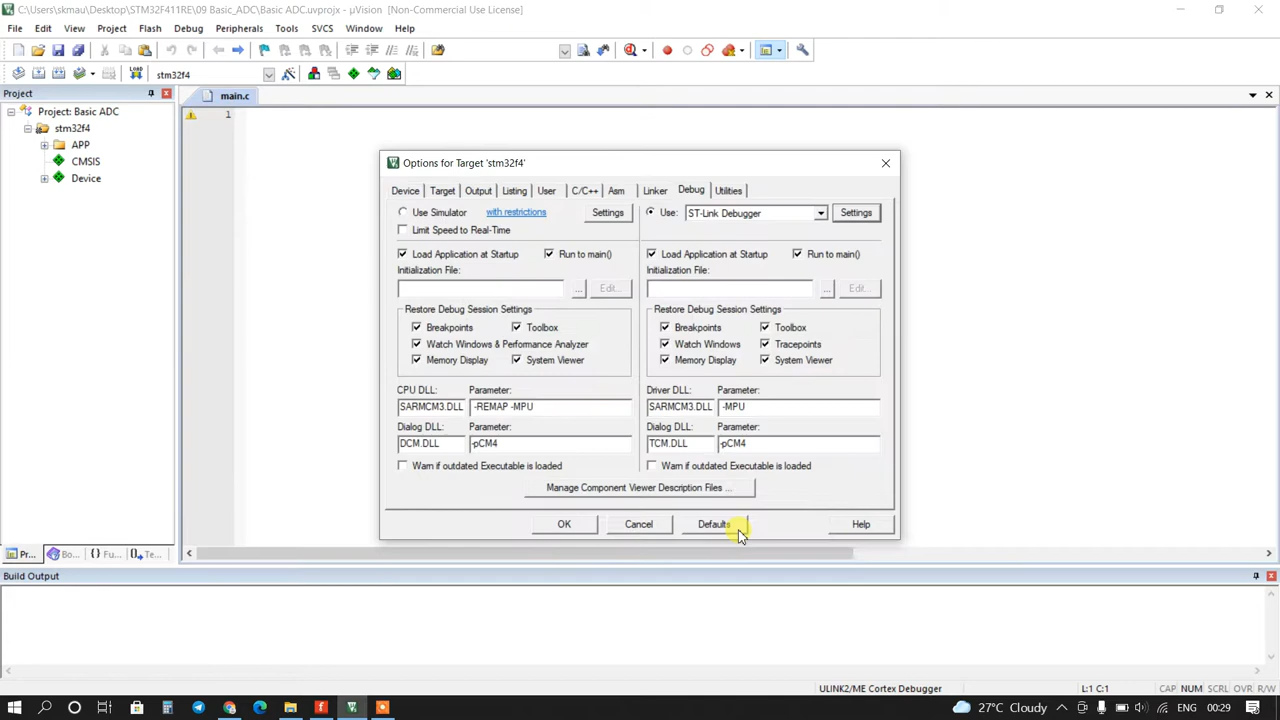 C:\Users\skmau\Desktop\STM32F411RE\09 Basic_ADC\Basic ADC.uvprojx - µVision [Non-Commercial Use License]
File Edit View Project Flash Debug Peripherals Tools SVCS Window Help
LOAD stm32f4
Project main.c
Project: Basic ADC 1
stm32f4
APP
CMSIS
Device
Options for Target 'stm32f4'
Device Target Output Listing User C/C++ Asm Linker Debug Utilities
Use Simulator with restrictions Settings Use: ST-Link Debugger Settings
Limit Speed to Real-Time
Load Application at Startup Run to main() Load Application at Startup Run to main()
Initialization File: Initialization File:
... Edit... ... Edit...
Restore Debug Session Settings Restore Debug Session Settings
Breakpoints Toolbox Breakpoints Toolbox
Watch Windows & Performance Analyzer Watch Windows Tracepoints
Memory Display System Viewer Memory Display System Viewer
CPU DLL: Parameter: Driver DLL: Parameter:
SARMCM3.DLL -REMAP -MPU SARMCM3.DLL -MPU
Dialog DLL: Parameter: Dialog DLL: Parameter:
DCM.DLL -pCM4 TCM.DLL -pCM4
Warn if outdated Executable is loaded Warn if outdated Executable is loaded
Manage Component Viewer Description Files ...
OK Cancel Defaults Help
Pr... Bo... {} Fu... Te...
Build Output
ULINK2/ME Cortex Debugger L:1 C:1 CAP NUM SCRL OVR R/W
27°C Cloudy ENG 00:29